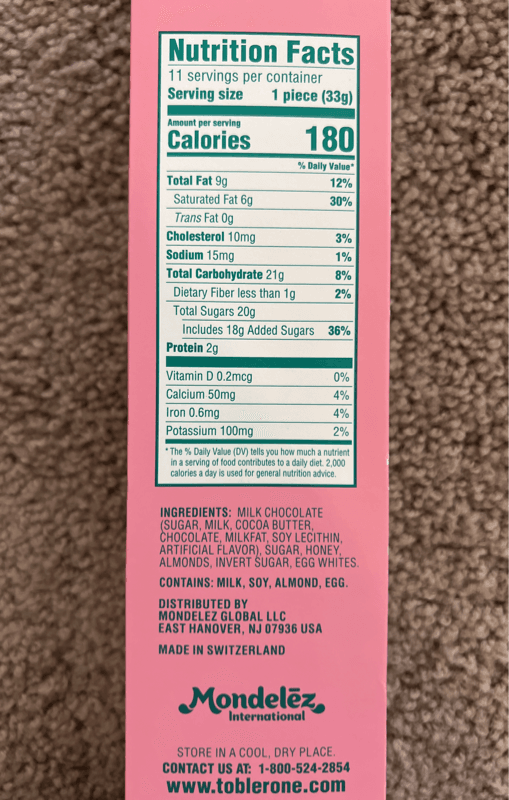 Nutrition Facts
11 servings per container
Serving size 1 piece (33g)
Amount per serving
Calories 180
% Daily Value*
Total Fat 9g 12%
Saturated Fat 6g 30%
Trans Fat 0g
Cholesterol 10mg 3%
Sodium 15mg 1%
Total Carbohydrate 21g 8%
Dietary Fiber less than 1g 2%
Total Sugars 20g
Includes 18g Added Sugars 36%
Protein 2g
Vitamin D 0.2mcg 0%
Calcium 50mg 4%
Iron 0.6mg 4%
Potassium 100mg 2%
* The % Daily Value (DV) tells you how much a nutrient
in a serving of food contributes to a daily diet. 2,000
calories a day is used for general nutrition advice.
INGREDIENTS: MILK CHOCOLATE
(SUGAR, MILK, COCOA BUTTER,
CHOCOLATE, MILKFAT, SOY LECITHIN,
ARTIFICIAL FLAVOR), SUGAR, HONEY,
ALMONDS, INVERT SUGAR, EGG WHITES.
CONTAINS: MILK, SOY, ALMOND, EGG.
DISTRIBUTED BY
MONDELEZ GLOBAL LLC
EAST HANOVER, NJ 07936 USA
MADE IN SWITZERLAND
Mondelēz
International
STORE IN A COOL, DRY PLACE.
CONTACT US AT: 1-800-524-2854
www.toblerone.com